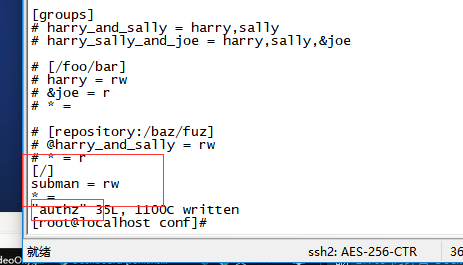 [groups]
# harry_and_sally = harry,sally
# harry_sally_and_joe = harry,sally,&joe
# [/foo/bar]
# harry = rw
# &joe = r
# * =
# [repository:/baz/fuz]
# @harry_and_sally = rw
# * = r
[/]
subman = rw
* =
"authz" 35L, 1100C written
[root@localhost conf]#
就绪
ssh2: AES-256-CTR
36